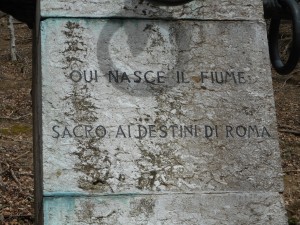 QUI NASCE IL FIUME
SACRO AI DESTINI DI ROMA